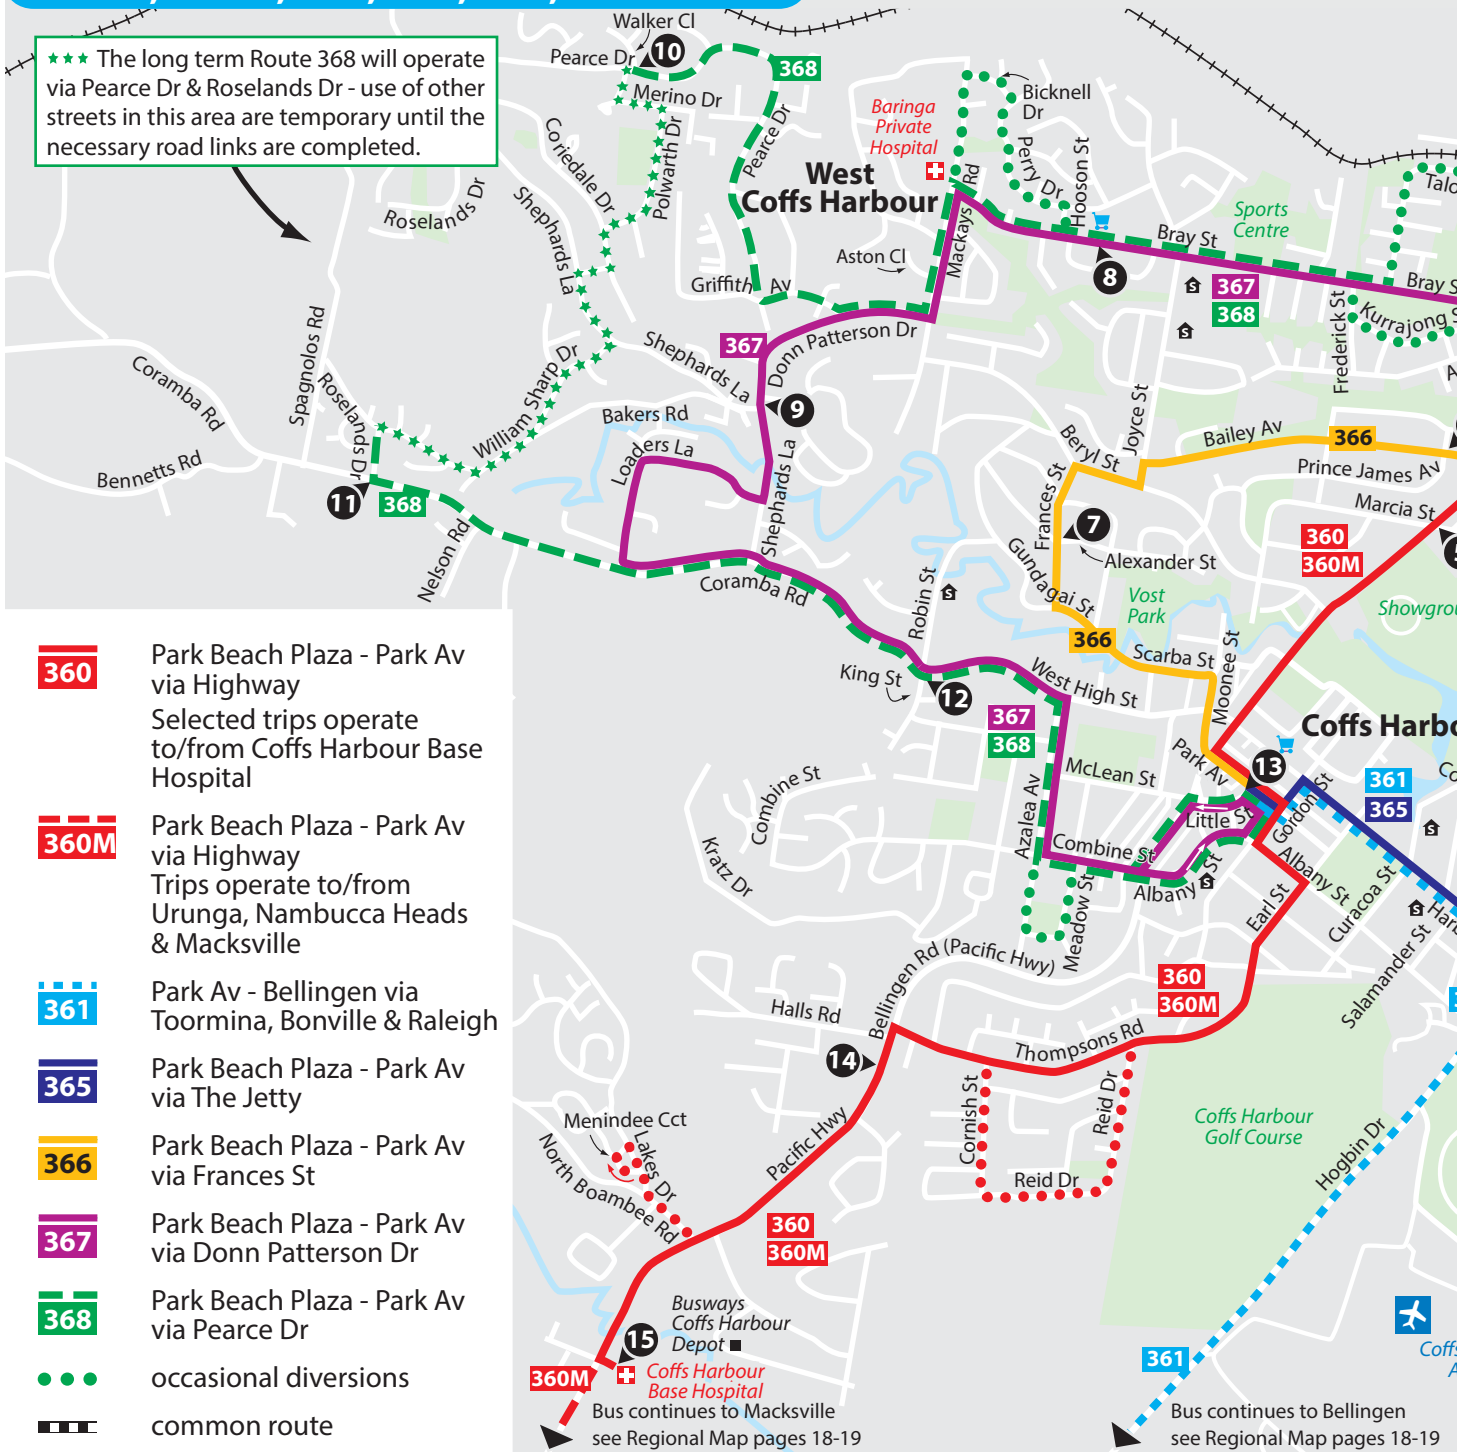 ★★★ The long term Route 368 will operate
via Pearce Dr & Roselands Dr - use of other
streets in this area are temporary until the
necessary road links are completed.
Walker Cl
Pearce Dr
10
368
Merino Dr
Coriedale Dr
Polwarth Dr
Pearce Dr
Shephards La
Roselands Dr
Baringa
Private
Hospital
West
Coffs Harbour
Bicknell
Dr
Perry Dr
Hooson St
Mackays Rd
Aston Cl
Griffith Av
Bray St
8
Sports
Centre
367
368
Bray S
Frederick St
Kurrajong
Spagnolos Rd
Coramba Rd
Roselands Dr
Bennetts Rd
11
368
William Sharp Dr
Shephards La
367
Donn Patterson Dr
9
Bakers Rd
Loaders La
Shephards La
Nelson Rd
Coramba Rd
Joyce St
Beryl St
Bailey Av
366
Prince James Av
Marcia St
Frances St
7
Alexander St
Gundagai St
360
360M
Vost
Park
Robin St
366
Scarba St
Moonee St
King St
12
West High St
367
368
McLean St
Park Av
13
Little St
Gordon St
361
365
Combine St
Kratz Dr
Azalea Av
Combine St
Albany St
Albany St
Earl St
Curacoa St
Meadow St
Salamander St
Bellingen Rd (Pacific Hwy)
360
360M
Halls Rd
14
Thompsons Rd
Cornish St
Reid Dr
Reid Dr
Coffs Harbour
Golf Course
Hogbin Dr
Menindee Cct
Lakes Dr
North Boambee Rd
Pacific Hwy
360
360M
Busways
Coffs Harbour
Depot
15
360M
Coffs Harbour
Base Hospital
Bus continues to Macksville
see Regional Map pages 18-19
361
Bus continues to Bellingen
see Regional Map pages 18-19
360
Park Beach Plaza - Park Av
via Highway
Selected trips operate
to/from Coffs Harbour Base
Hospital
360M
Park Beach Plaza - Park Av
via Highway
Trips operate to/from
Urunga, Nambucca Heads
& Macksville
361
Park Av - Bellingen via
Toormina, Bonville & Raleigh
365
Park Beach Plaza - Park Av
via The Jetty
366
Park Beach Plaza - Park Av
via Frances St
367
Park Beach Plaza - Park Av
via Donn Patterson Dr
368
Park Beach Plaza - Park Av
via Pearce Dr
occasional diversions
common route